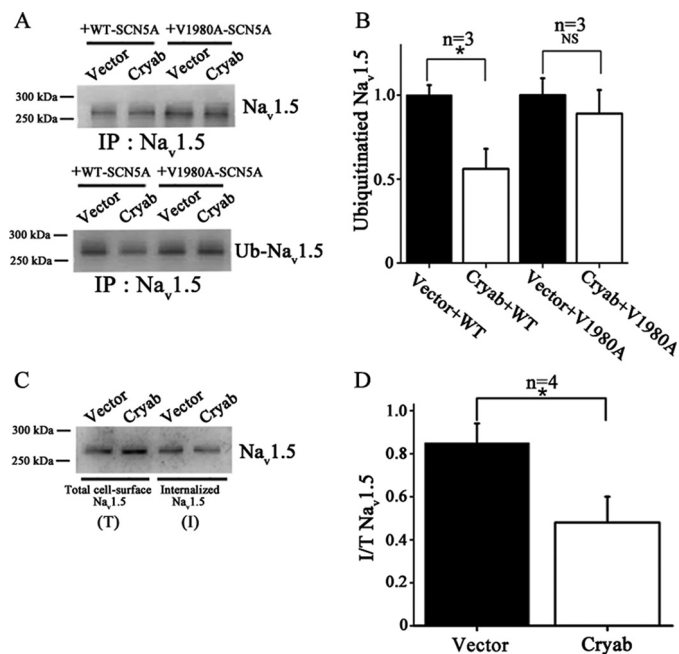 A
+WT-SCN5A +V1980A-SCN5A
Vector Cryab Vector Cryab
300 kDa
250 kDa
Nav1.5
IP : Nav1.5
+WT-SCN5A +V1980A-SCN5A
Vector Cryab Vector Cryab
300 kDa
250 kDa
Ub-Nav1.5
IP : Nav1.5
B
n=3 n=3
* NS
Ubiquitinatied Nav1.5
1.0
0.5
0
Vector+WT Cryab+WT Vector+V1980A Cryab+V1980A
C
Vector Cryab Vector Cryab
300 kDa
250 kDa
Nav1.5
Total cell-surface Internalized
Nav1.5 Nav1.5
(T) (I)
D
n=4
*
I/T Nav1.5
1.0
0.8
0.6
0.4
0.2
0
Vector Cryab